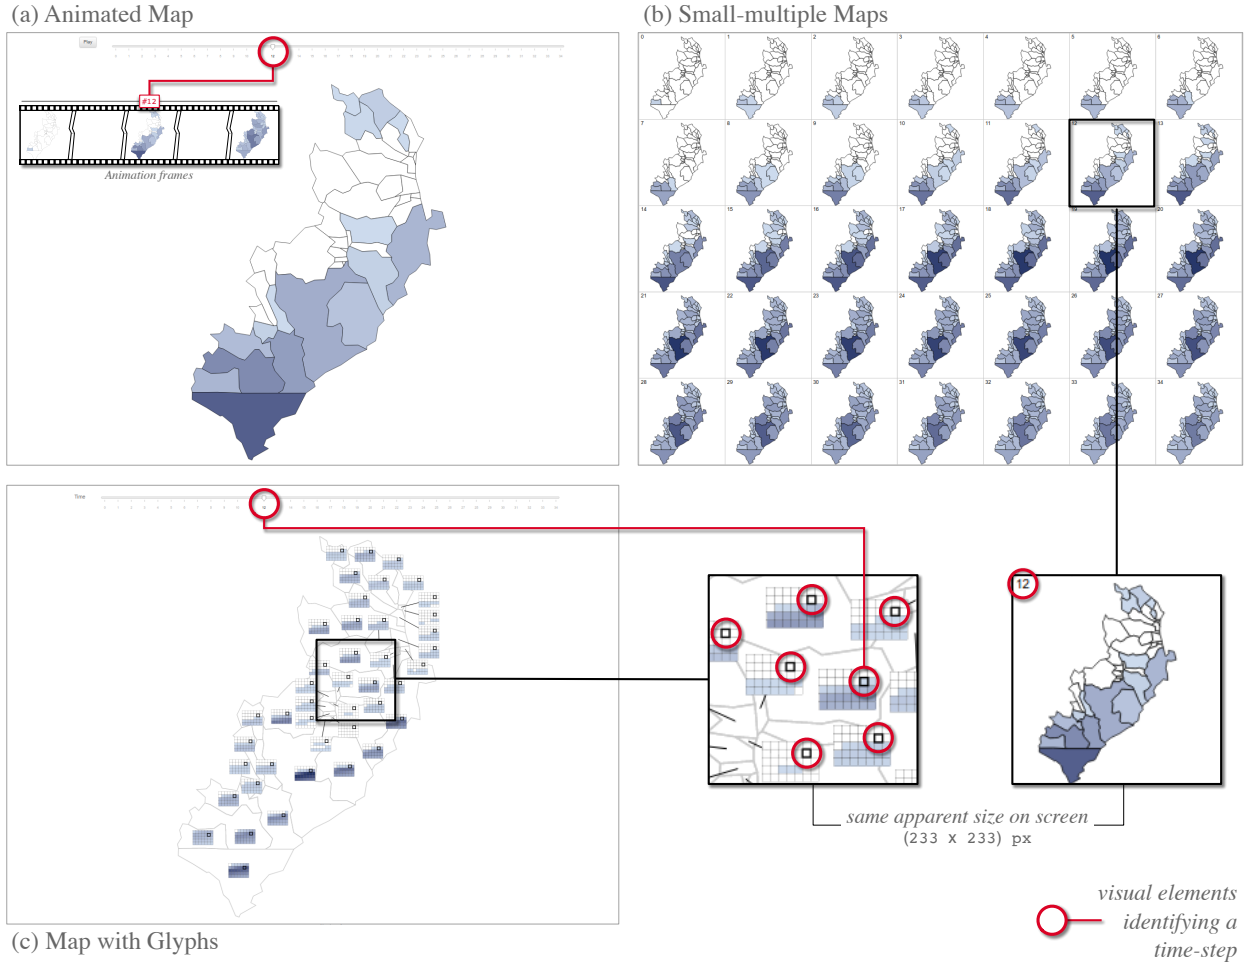 (a) Animated Map
Play
12
#12
Animation frames
(b) Small-multiple Maps
0 1 2 3 4 5 6
7 8 9 10 11 12 13
14 15 16 17 18 19 20
21 22 23 24 25 26 27
28 29 30 31 32 33 34
Time
12
12
same apparent size on screen
(233 x 233) px
visual elements
identifying a
time-step
(c) Map with Glyphs